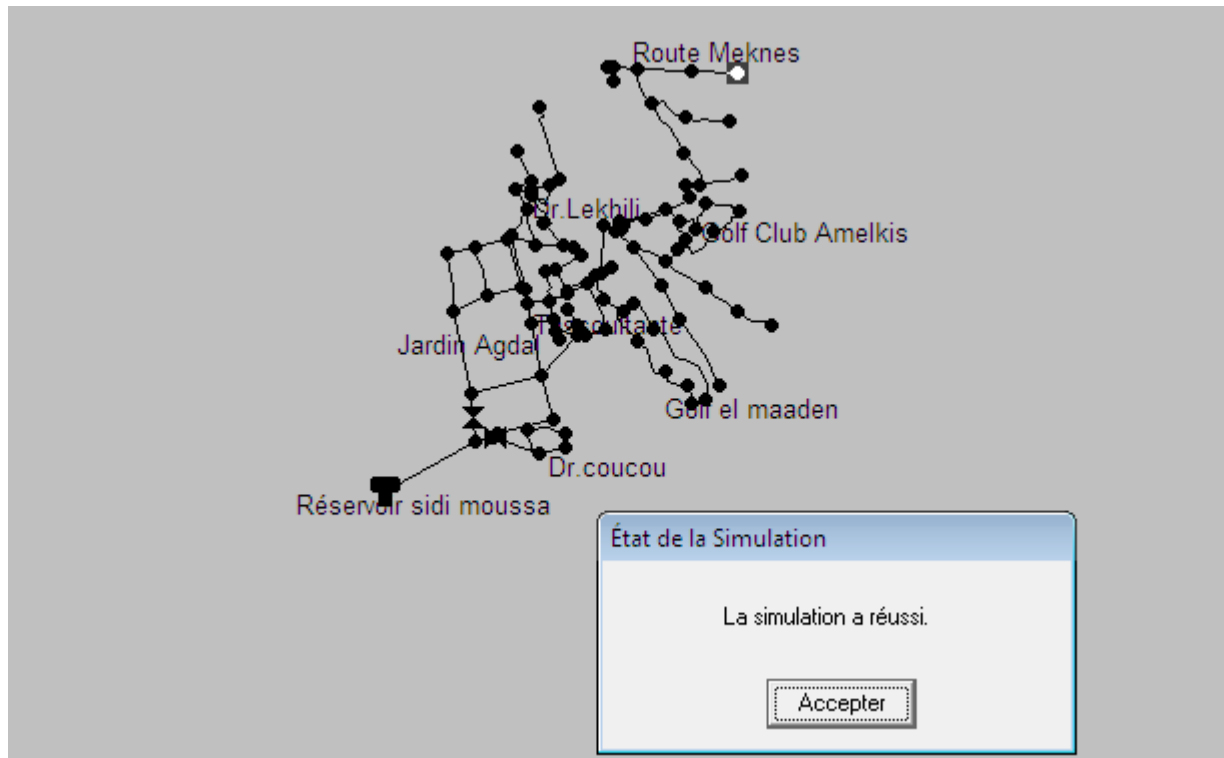 Route Meknes
Dr.Lekhili
Golf Club Amelkis
Tassoultante
Jardin Agdal
Golf el maaden
Dr.coucou
Réservoir sidi moussa
État de la Simulation
La simulation a réussi.
Accepter